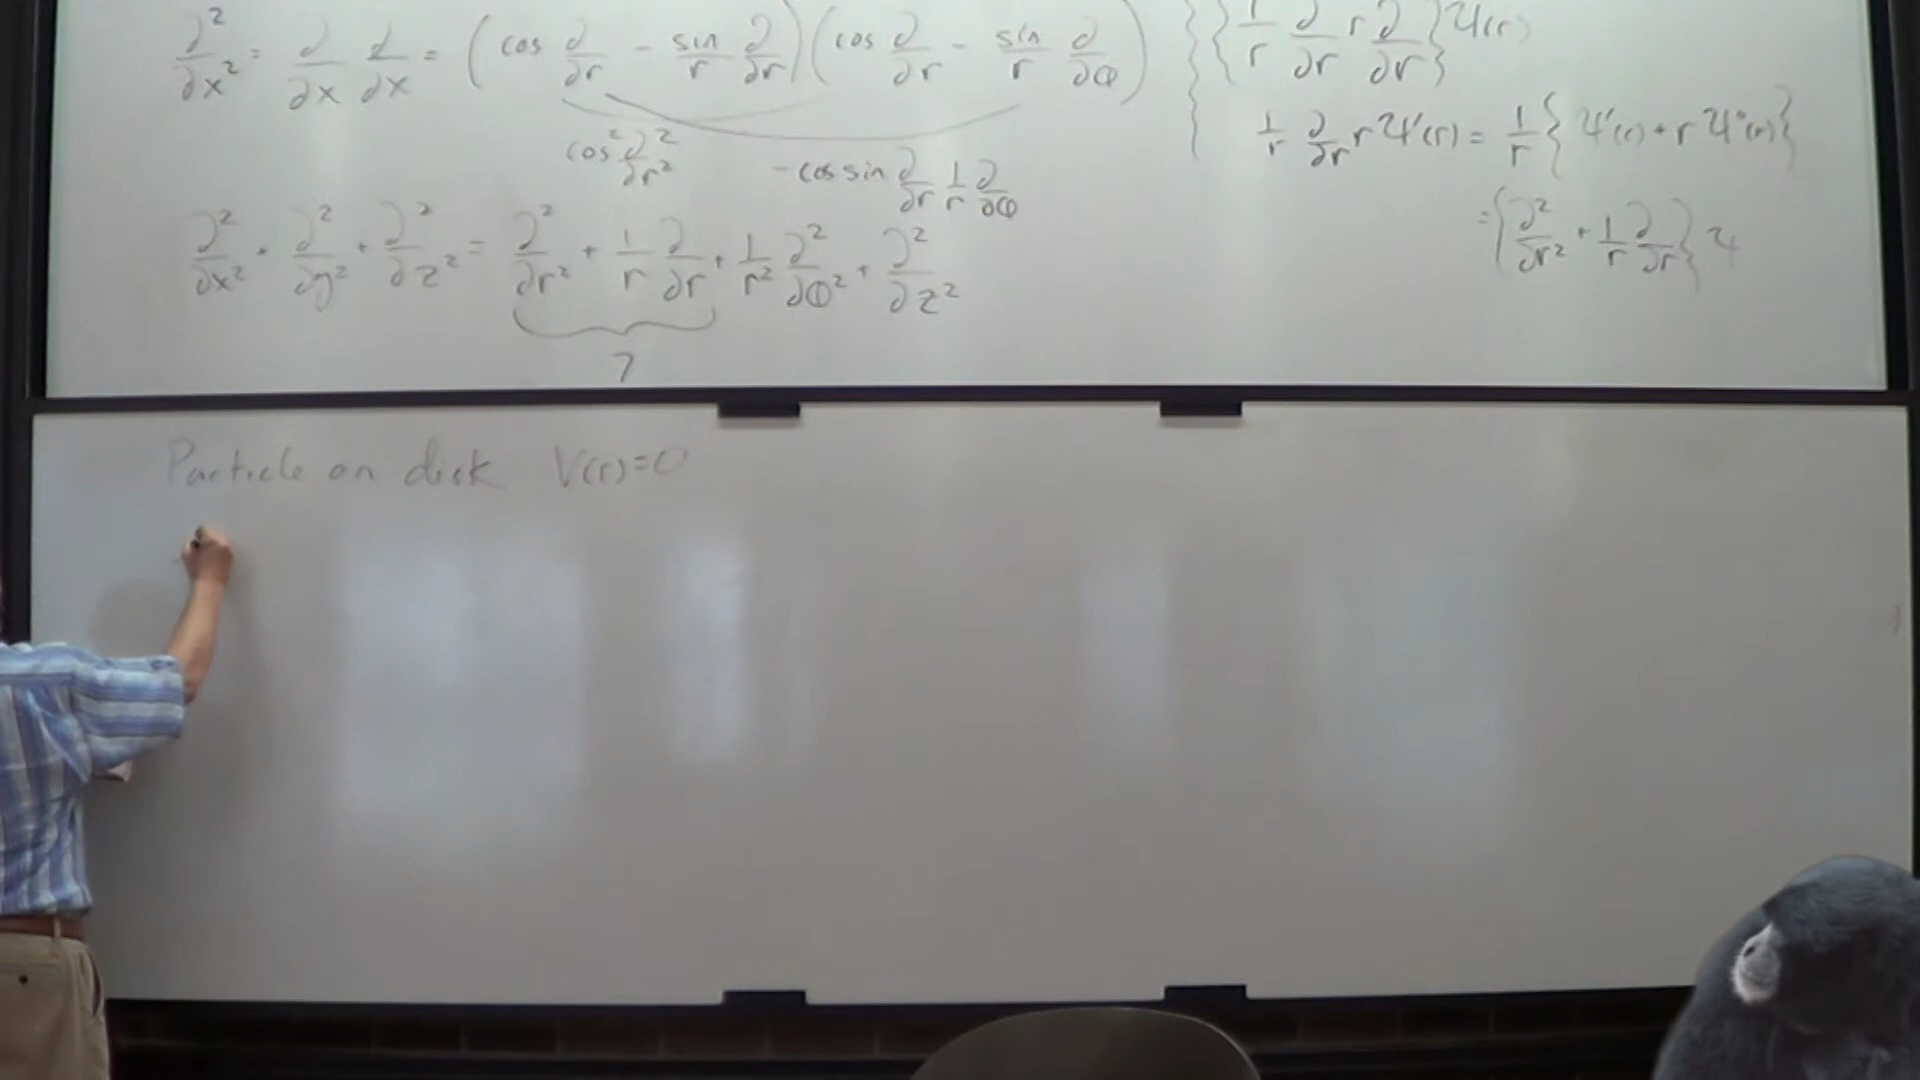 ∂²/∂x² = ∂/∂x ∂/∂x = (cos ∂/∂r - sin/r ∂/∂r)(cos ∂/∂r - sin/r ∂/∂φ)
cos² ∂²/∂r²
-cos sin ∂/∂r 1/r ∂/∂φ
∂²/∂x² + ∂²/∂y² + ∂²/∂z² = ∂²/∂r² + 1/r ∂/∂r + 1/r² ∂²/∂φ² + ∂²/∂z²
7
{1/r ∂/∂r r ∂/∂r} Ψ(r)
1/r ∂/∂r r Ψ'(r) = 1/r {Ψ'(r) + r Ψ"(r)}
= {∂²/∂r² + 1/r ∂/∂r} Ψ
Particle on disk V(r)=0